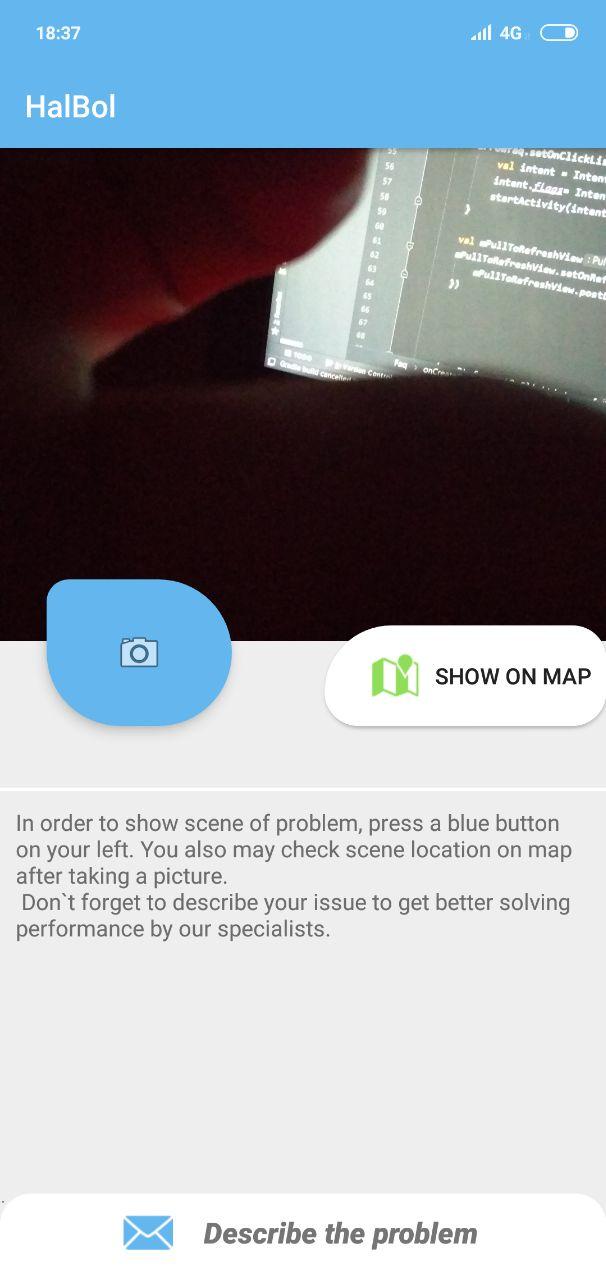 18:37
4G
HalBol
55
56
57
58
59
60
61
62
63
64
65
66
67
68
.setOnClickLis
val intent = Inten
intent.flags= Inten
startActivity(intent
}
val mPullToRefreshView : Pul
mPullToRefreshView.setOnRef
mPullToRefreshView.postD
})
TODO
Version Control
Gradle build cancelled
Faq
onCrea
SHOW ON MAP
In order to show scene of problem, press a blue button
on your left. You also may check scene location on map
after taking a picture.
Don`t forget to describe your issue to get better solving
performance by our specialists.
Describe the problem